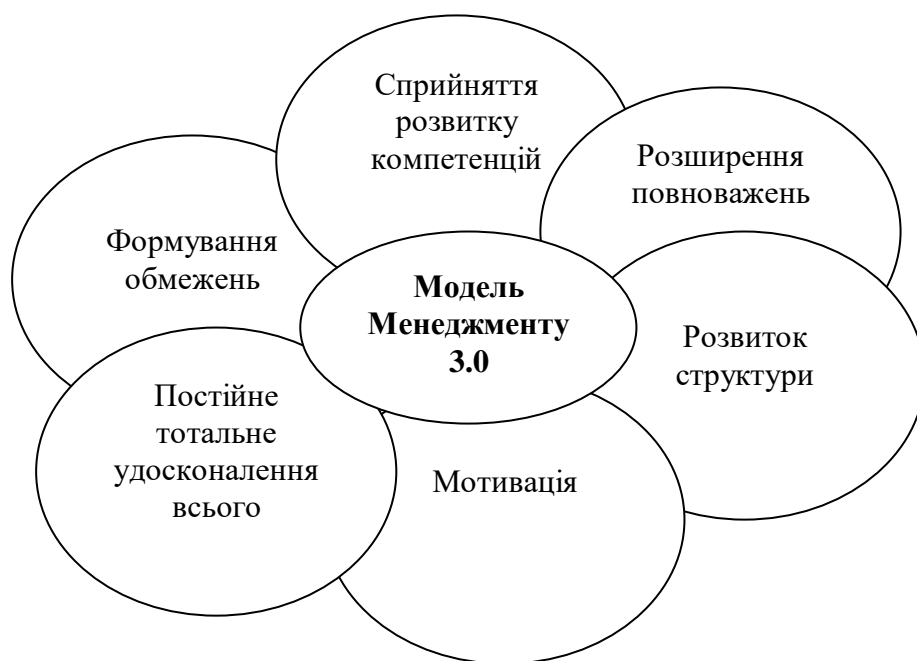 Сприйняття
розвитку
компетенцій
Розширення
повноважень
Формування
обмежень
Модель
Менеджменту
3.0
Розвиток
структури
Постійне
тотальне
удосконалення
всього
Мотивація